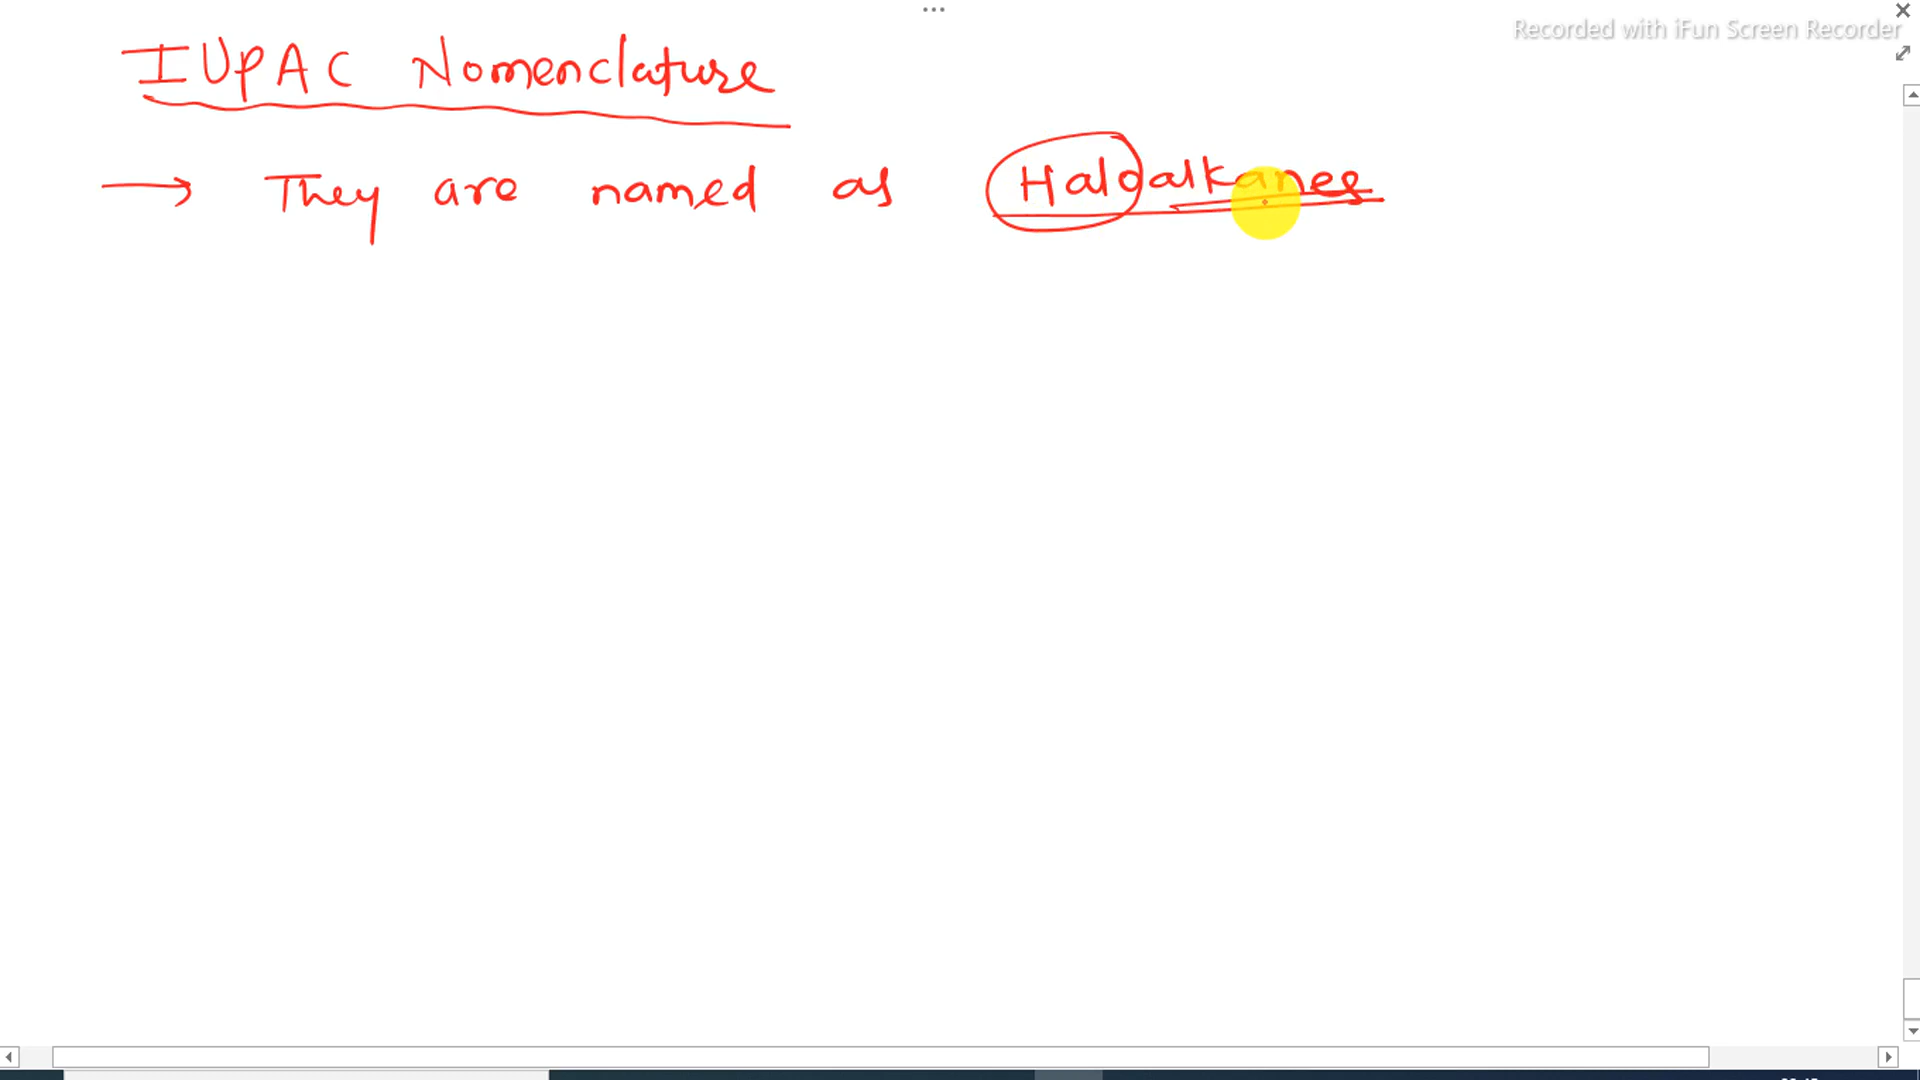 Recorded with iFun Screen Recorder
IUPAC Nomenclature
→ They are named as Haloalkanes